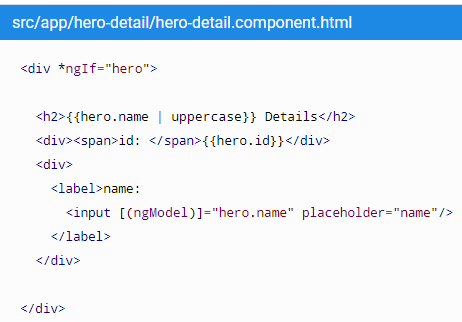 src/app/hero-detail/hero-detail.component.html
<div *ngIf="hero">
<h2>{{hero.name | uppercase}} Details</h2>
<div><span>id: </span>{{hero.id}}</div>
<div>
<label>name:
<input [(ngModel)]="hero.name" placeholder="name"/>
</label>
</div>
</div>